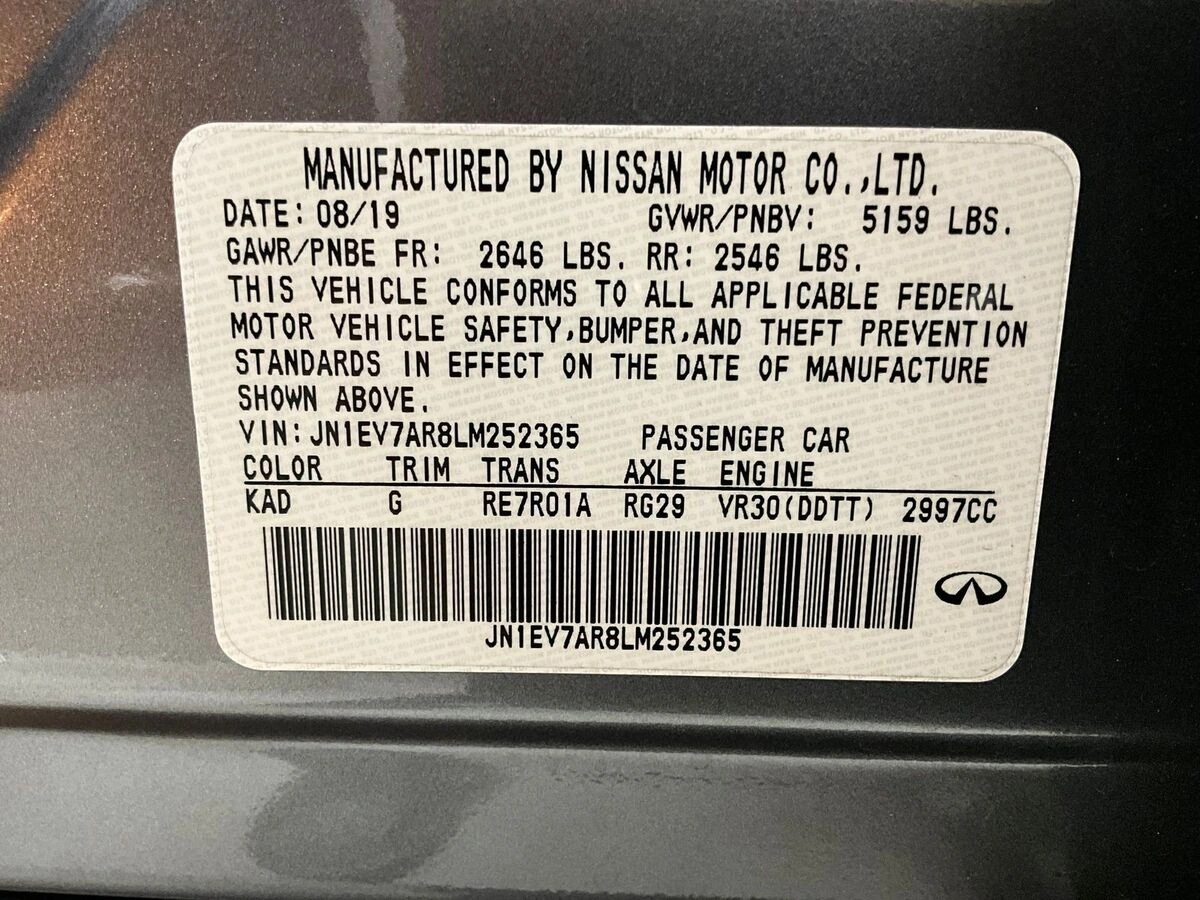 MANUFACTURED BY NISSAN MOTOR CO.,LTD.
DATE: 08/19 GVWR/PNBV: 5159 LBS.
GAWR/PNBE FR: 2646 LBS. RR: 2546 LBS.
THIS VEHICLE CONFORMS TO ALL APPLICABLE FEDERAL
MOTOR VEHICLE SAFETY,BUMPER,AND THEFT PREVENTION
STANDARDS IN EFFECT ON THE DATE OF MANUFACTURE
SHOWN ABOVE.
VIN: JN1EV7AR8LM252365 PASSENGER CAR
COLOR TRIM TRANS AXLE ENGINE
KAD G RE7R01A RG29 VR30(DDTT) 2997CC
JN1EV7AR8LM252365